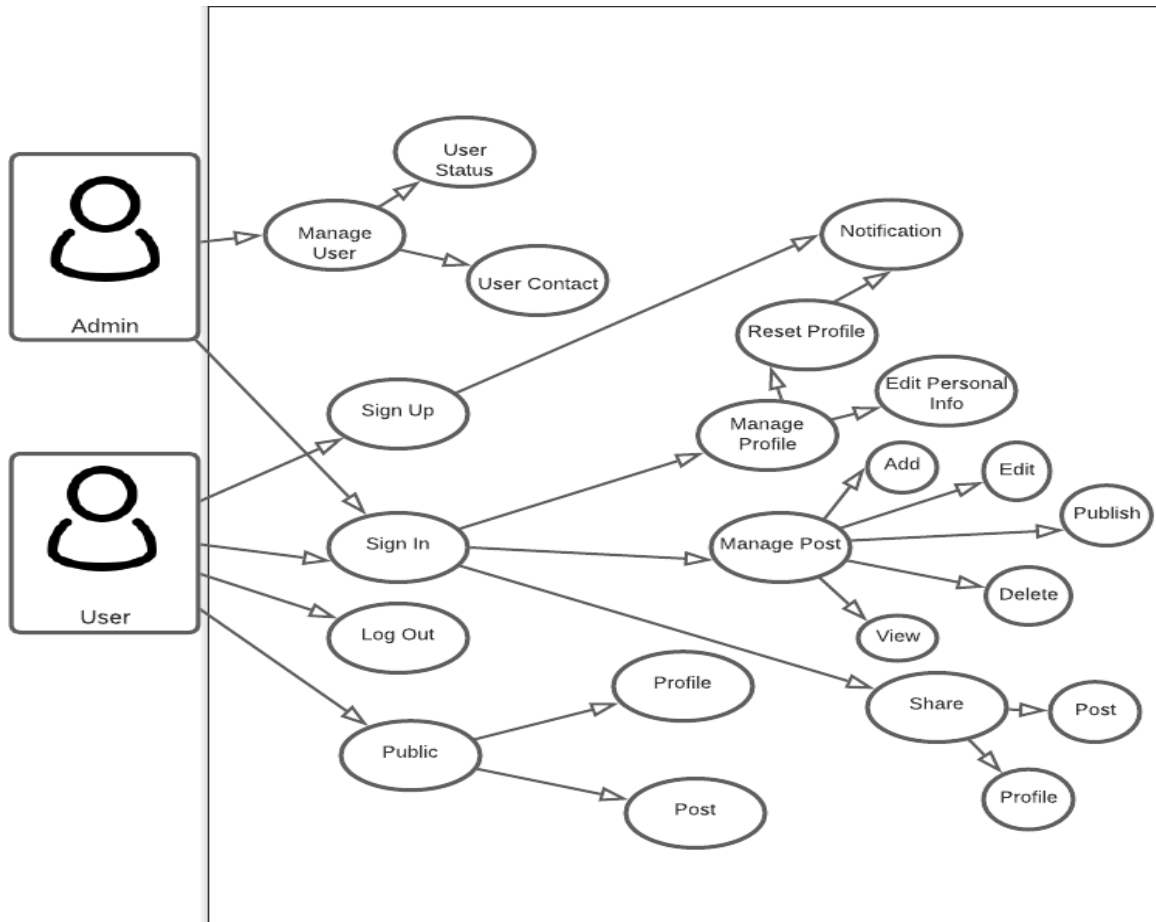 User
Status
Manage
User
User Contact
Admin
Notification
Reset Profile
Edit Personal
Info
Sign Up
Manage
Profile
Add
Edit
Publish
Sign In
Manage Post
Delete
User
Log Out
View
Profile
Share
Post
Public
Profile
Post